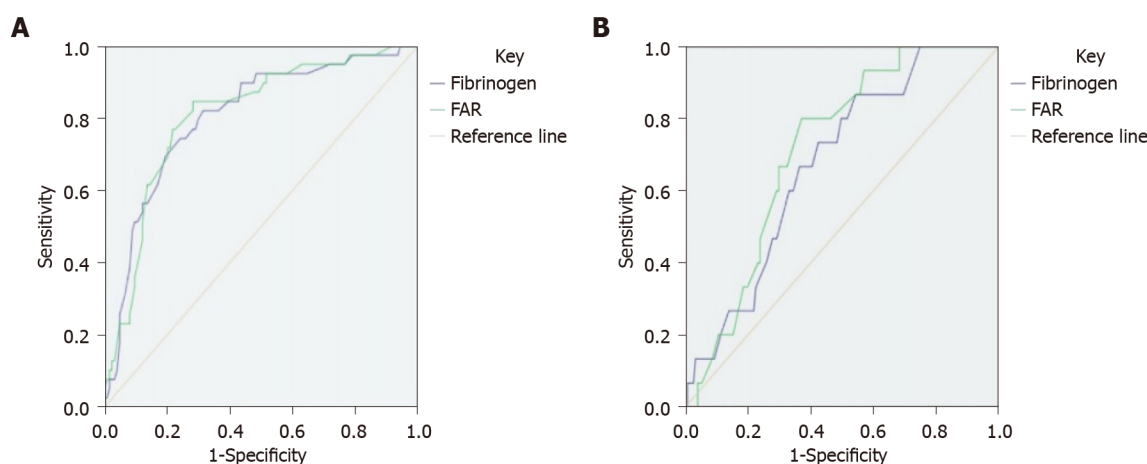 A
1.0
0.8
0.6
0.4
0.2
0.0
Sensitivity
0.0 0.2 0.4 0.6 0.8 1.0
1-Specificity
Key
Fibrinogen
FAR
Reference line
B
1.0
0.8
0.6
0.4
0.2
0.0
Sensitivity
0.0 0.2 0.4 0.6 0.8 1.0
1-Specificity
Key
Fibrinogen
FAR
Reference line